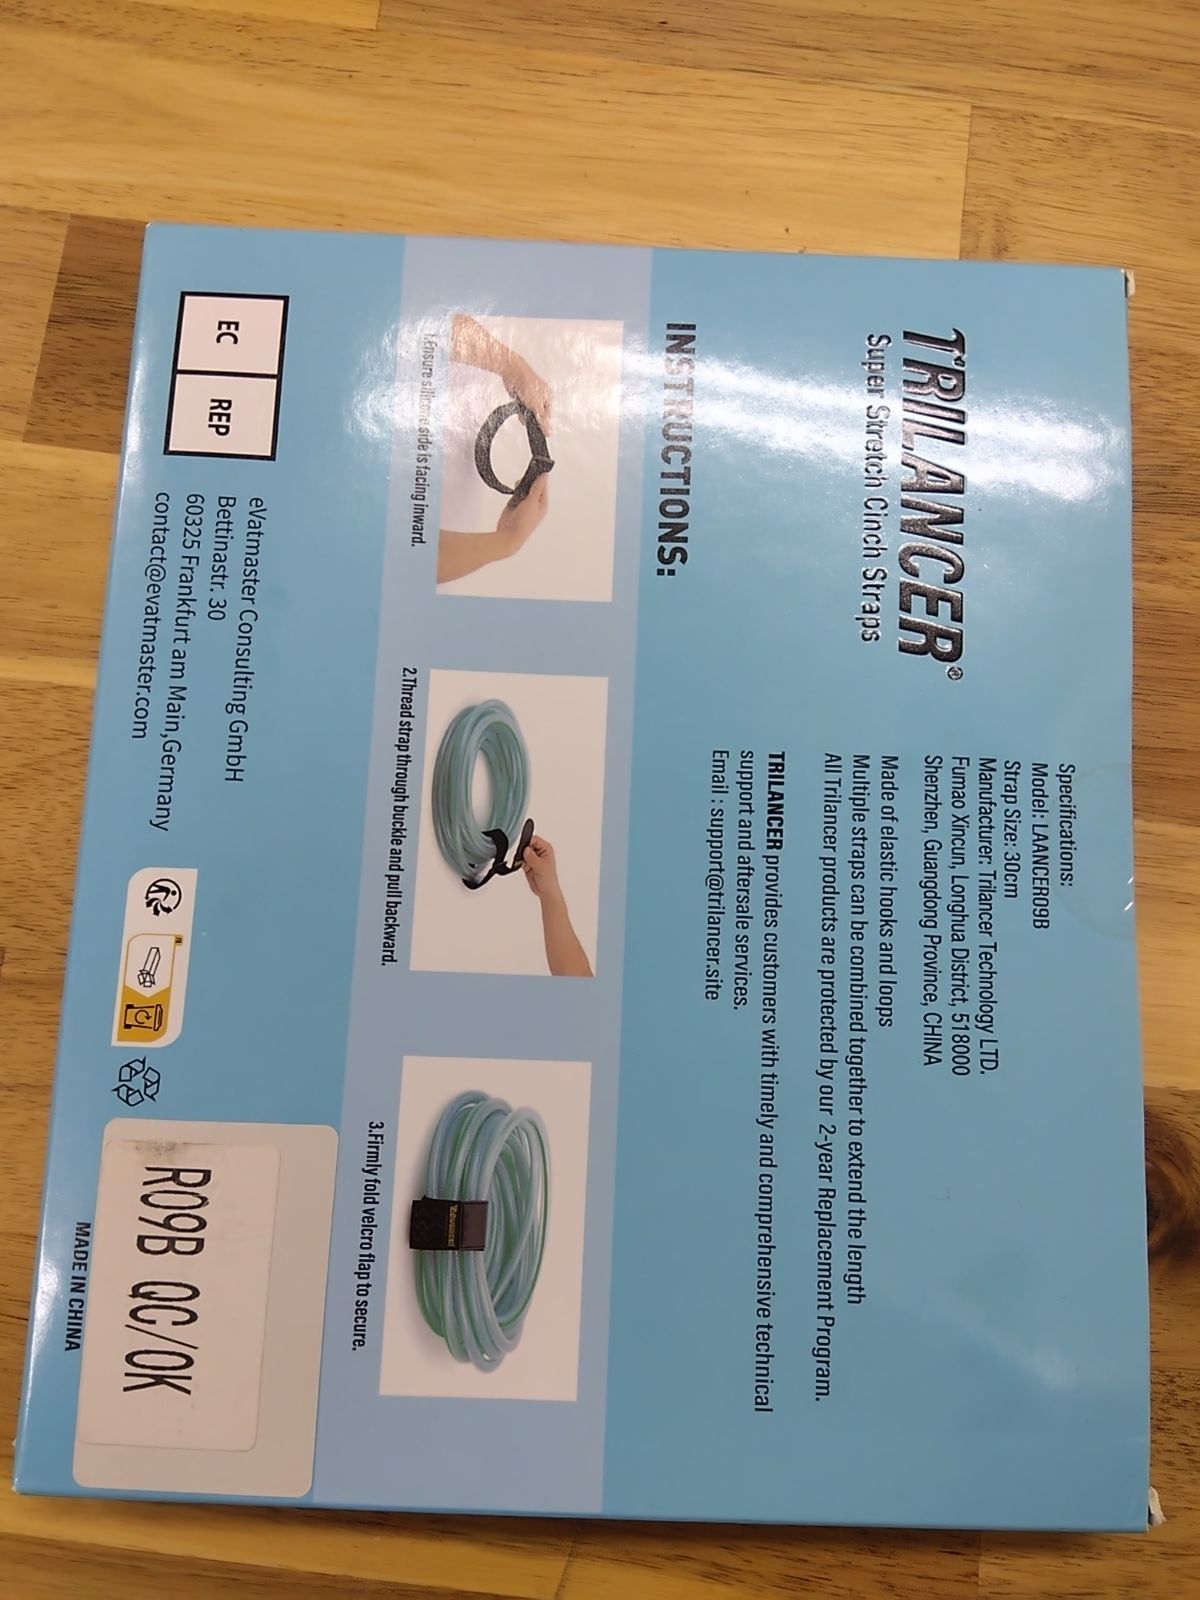 TRILANCER®
Super Stretch Cinch Straps
Specifications:
Model: LAANCER09B
Strap Size: 30cm
Manufacturer: Trilancer Technology LTD.
Fumao Xincun, Longhua District, 518000
Shenzhen, Guangdong Province, CHINA
Made of elastic hooks and loops
Multiple straps can be combined together to extend the length
All Trilancer products are protected by our 2-year Replacement Program.
TRILANCER provides customers with timely and comprehensive technical
support and aftersale services.
Email : support@trilancer.site
INSTRUCTIONS:
1.Ensure silicone side is facing inward.
2.Thread strap through buckle and pull backward.
3.Firmly fold velcro flap to secure.
EC REP
eVatmaster Consulting GmbH
Bettinastr. 30
60325 Frankfurt am Main,Germany
contact@evatmaster.com
R09B QC/OK
MADE IN CHINA